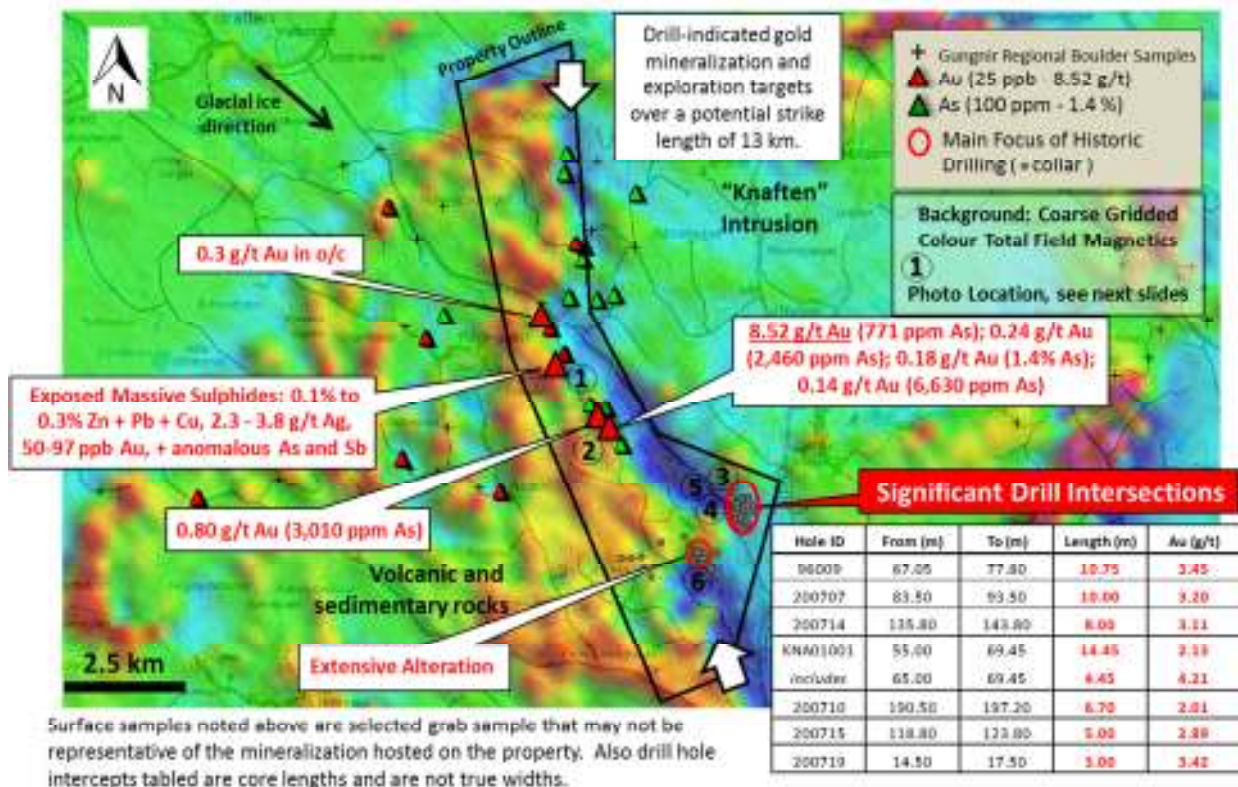 N
Glacial ice
direction
Property Outline
Drill-indicated gold
mineralization and
exploration targets
over a potential strike
length of 13 km.
+ Gungnir Regional Boulder Samples
Au (25 ppb - 8.52 g/t)
As (100 ppm - 1.4 %)
Main Focus of Historic
Drilling (•collar)
"Knaften"
Intrusion
Background: Coarse Gridded
Colour Total Field Magnetics
1
Photo Location, see next slides
0.3 g/t Au in o/c
8.52 g/t Au (771 ppm As); 0.24 g/t Au
(2,460 ppm As); 0.18 g/t Au (1.4% As);
0.14 g/t Au (6,630 ppm As)
Exposed Massive Sulphides: 0.1% to
0.3% Zn + Pb + Cu, 2.3 - 3.8 g/t Ag,
50-97 ppb Au, + anomalous As and Sb
1
2
3
5
4
6
0.80 g/t Au (3,010 ppm As)
Significant Drill Intersections
Volcanic and
sedimentary rocks
Extensive Alteration
2.5 km
Hole ID From (m) To (m) Length (m) Au (g/t)
96009 67.05 77.80 10.75 3.45
200707 83.50 93.50 10.00 3.20
200714 135.80 143.80 8.00 3.11
KNA01001 55.00 69.45 14.45 2.13
includes 65.00 69.45 4.45 4.21
200710 190.50 197.20 6.70 2.01
200715 118.80 123.80 5.00 2.89
200719 14.50 17.50 3.00 3.42
Surface samples noted above are selected grab sample that may not be
representative of the mineralization hosted on the property. Also drill hole
intercepts tabled are core lengths and are not true widths.